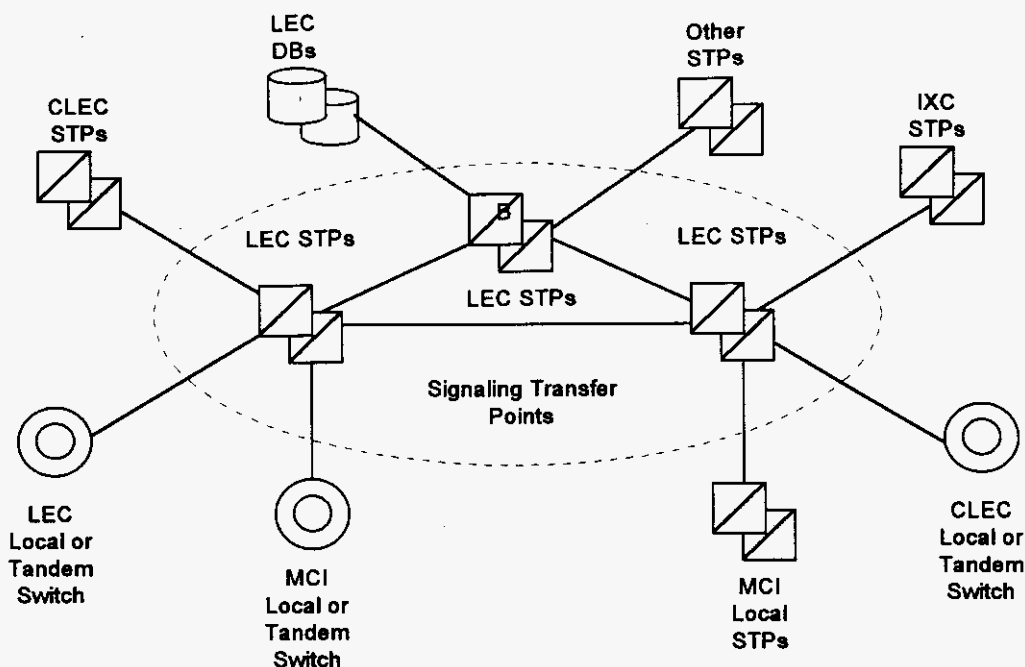 LEC
DBs
Other
STPs
CLEC
STPs
IXC
STPs
B
LEC STPs
LEC STPs
LEC STPs
Signaling Transfer
Points
LEC
Local or
Tandem
Switch
MCI
Local or
Tandem
Switch
MCI
Local
STPs
CLEC
Local or
Tandem
Switch